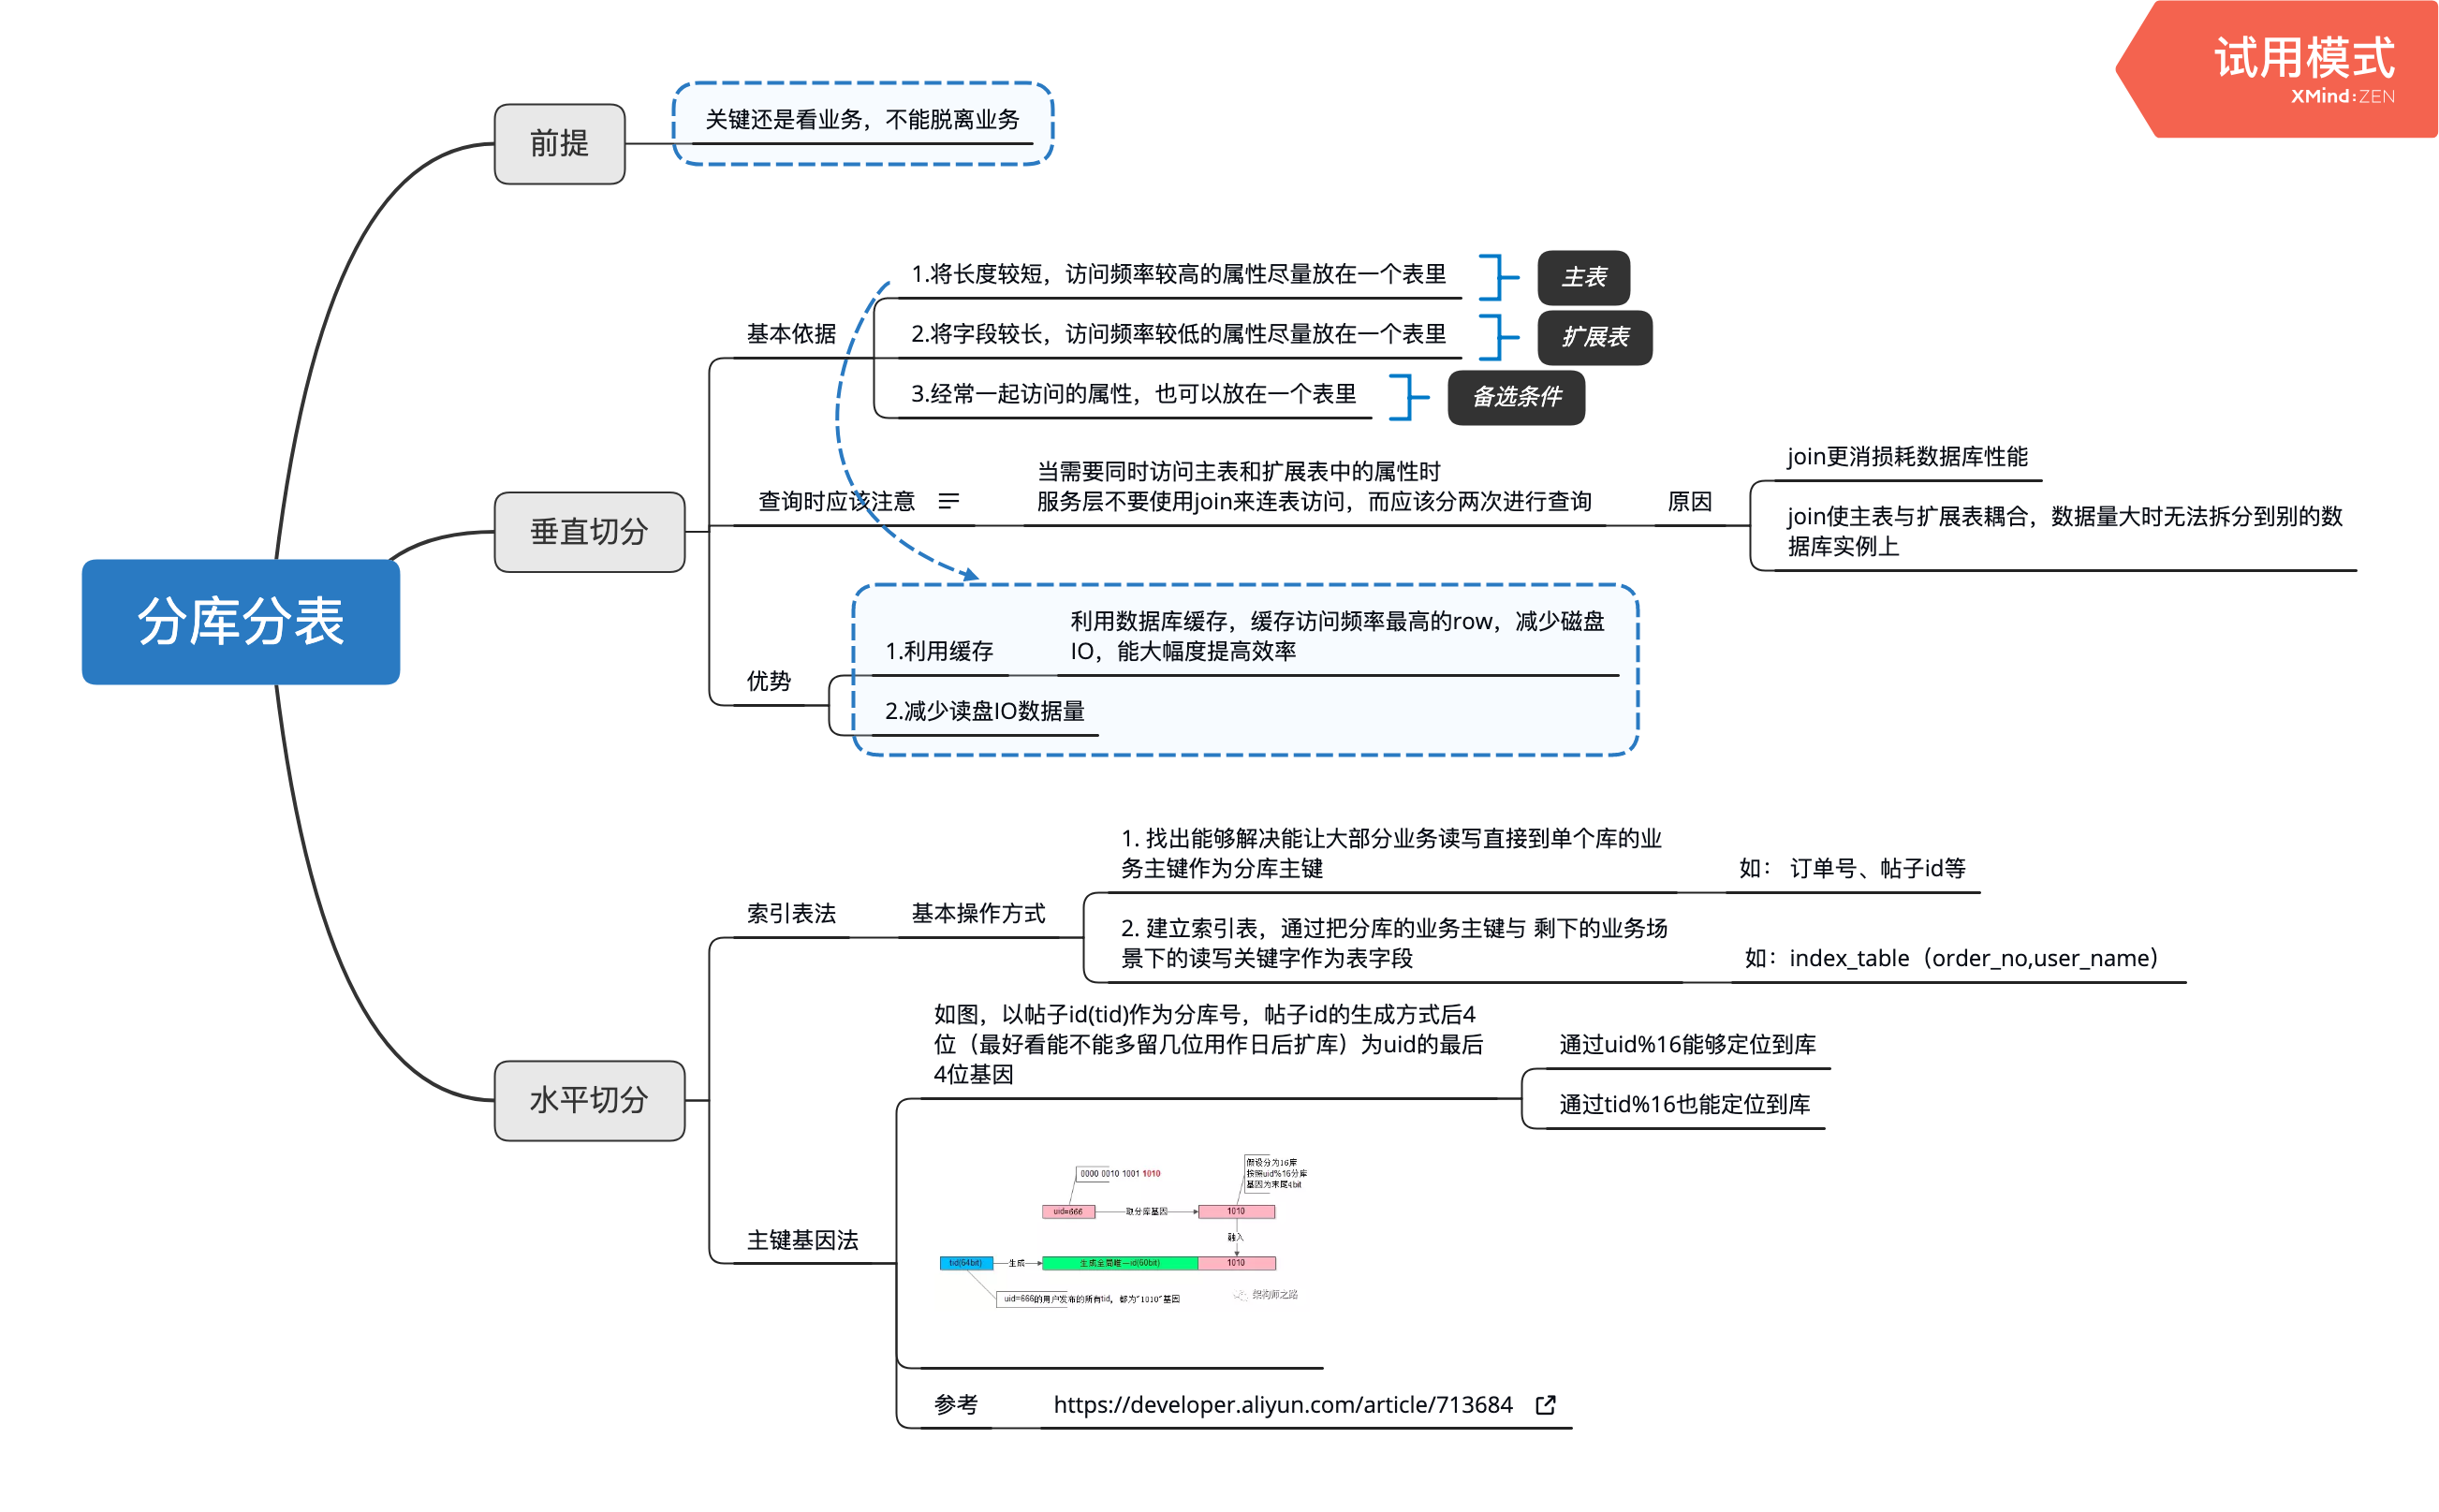 试用模式
XMind:ZEN
分库分表
前提
关键还是看业务，不能脱离业务
垂直切分
基本依据
1.将长度较短，访问频率较高的属性尽量放在一个表里
主表
2.将字段较长，访问频率较低的属性尽量放在一个表里
扩展表
3.经常一起访问的属性，也可以放在一个表里
备选条件
查询时应该注意
当需要同时访问主表和扩展表中的属性时
服务层不要使用join来连表访问，而应该分两次进行查询
原因
join更消损耗数据库性能
join使主表与扩展表耦合，数据量大时无法拆分到别的数
据库实例上
优势
1.利用缓存
利用数据库缓存，缓存访问频率最高的row，减少磁盘
IO，能大幅度提高效率
2.减少读盘IO数据量
水平切分
索引表法
基本操作方式
1. 找出能够解决能让大部分业务读写直接到单个库的业
务主键作为分库主键
如： 订单号、帖子id等
2. 建立索引表，通过把分库的业务主键与 剩下的业务场
景下的读写关键字作为表字段
如：index_table（order_no,user_name）
主键基因法
如图，以帖子id(tid)作为分库号，帖子id的生成方式后4
位（最好看能不能多留几位用作日后扩库）为uid的最后
4位基因
通过uid%16能够定位到库
通过tid%16也能定位到库
0000 0010 1001 1010
假设分为16库
按照uid%16分库
基因为末尾4bit
uid=666
取分库基因
1010
融入
tid(64bit)
生成
生成全局唯一id(60bit)
1010
uid=666的用户发布的所有tid，都为"1010"基因
架构师之路
参考
https://developer.aliyun.com/article/713684